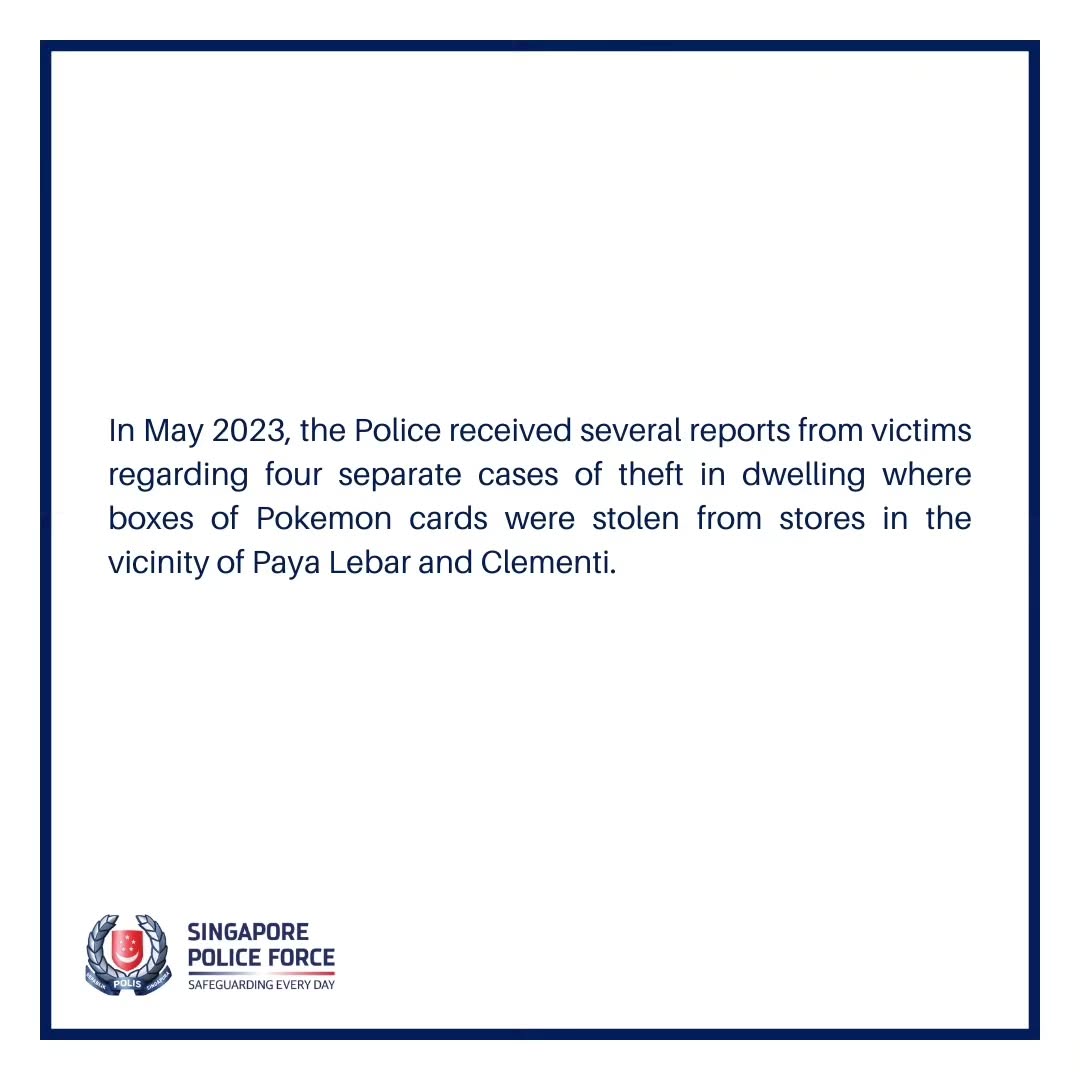 In May 2023, the Police received several reports from victims
regarding four separate cases of theft in dwelling where
boxes of Pokemon cards were stolen from stores in the
vicinity of Paya Lebar and Clementi.
SINGAPORE
POLICE FORCE
SAFEGUARDING EVERY DAY
REPUBLIK POLIS SINGAPURA